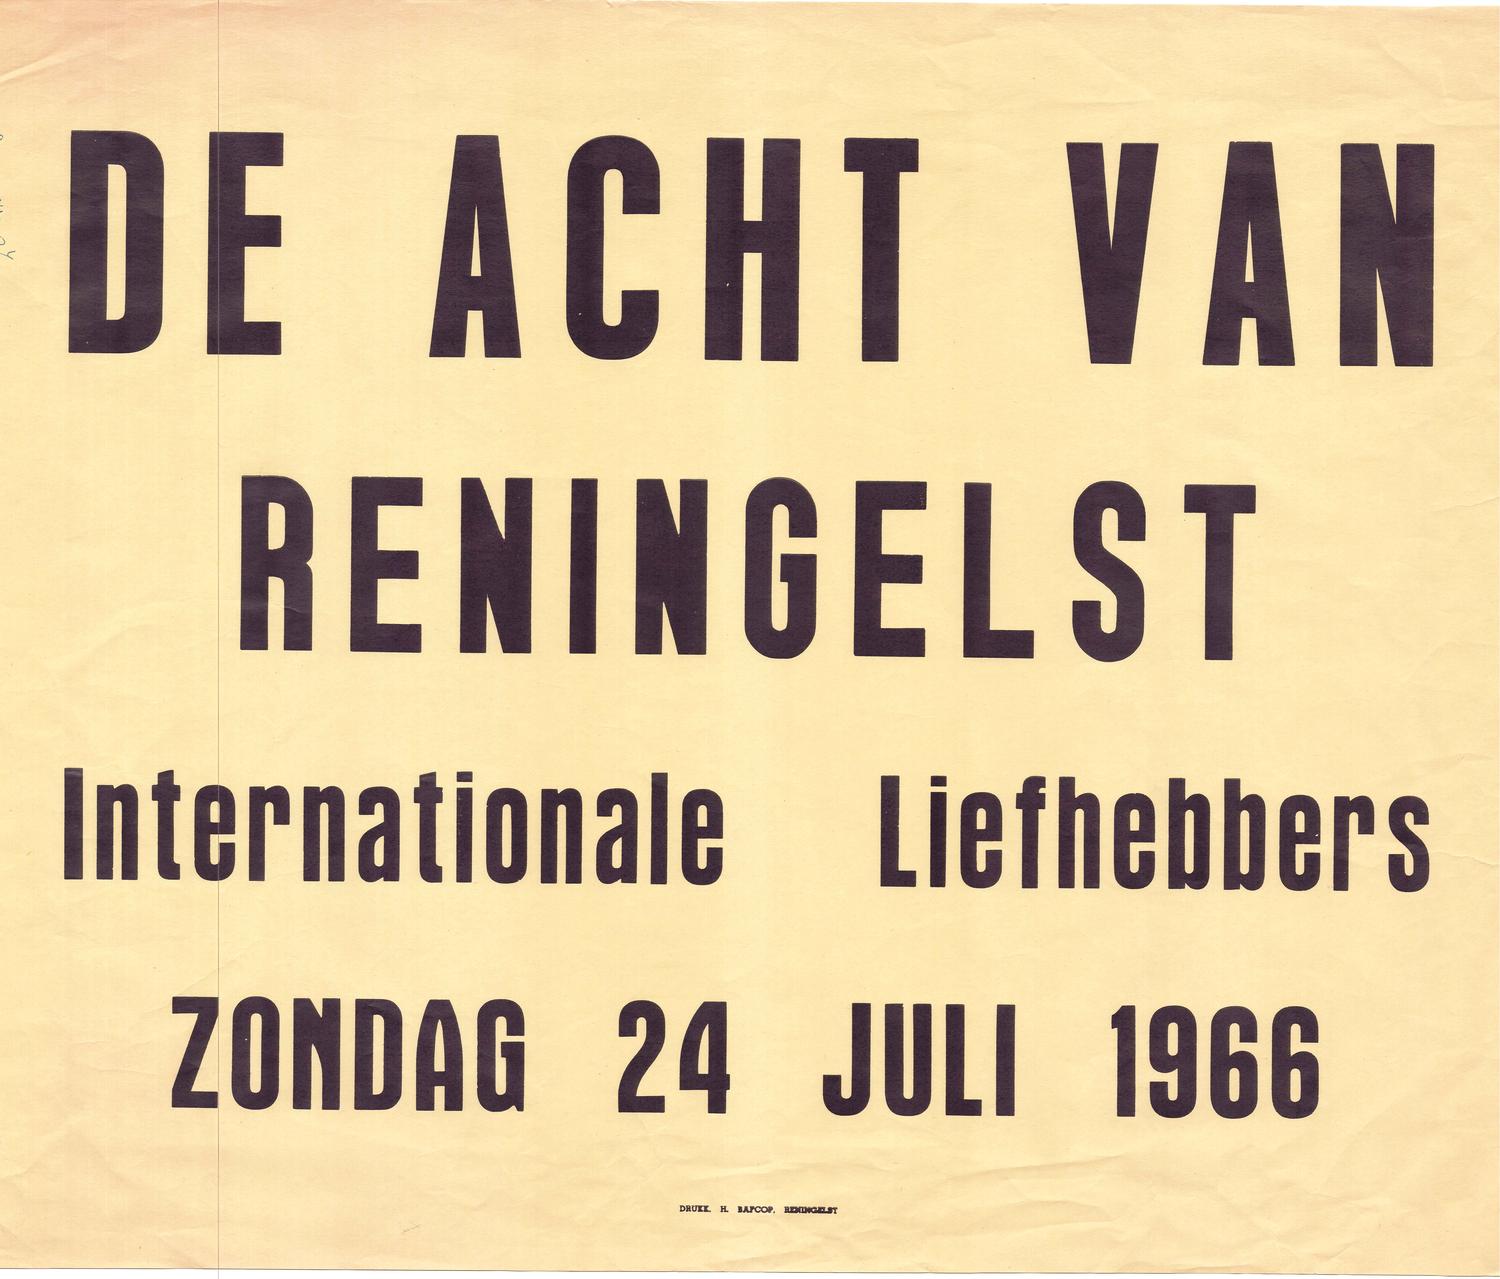 DE ACHT VAN
RENINGELST
Internationale Liefhebbers
ZONDAG 24 JULI 1966
DRUKK. H. BAFCOP. RENINGELST